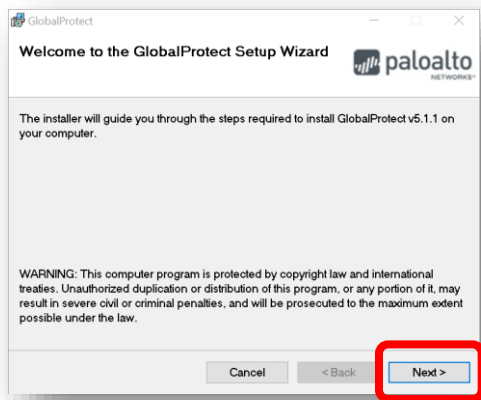 GlobalProtect
Welcome to the GlobalProtect Setup Wizard
paloalto
NETWORKS®
The installer will guide you through the steps required to install GlobalProtect v5.1.1 on
your computer.
WARNING: This computer program is protected by copyright law and international
treaties. Unauthorized duplication or distribution of this program, or any portion of it, may
result in severe civil or criminal penalties, and will be prosecuted to the maximum extent
possible under the law.
Cancel < Back Next >